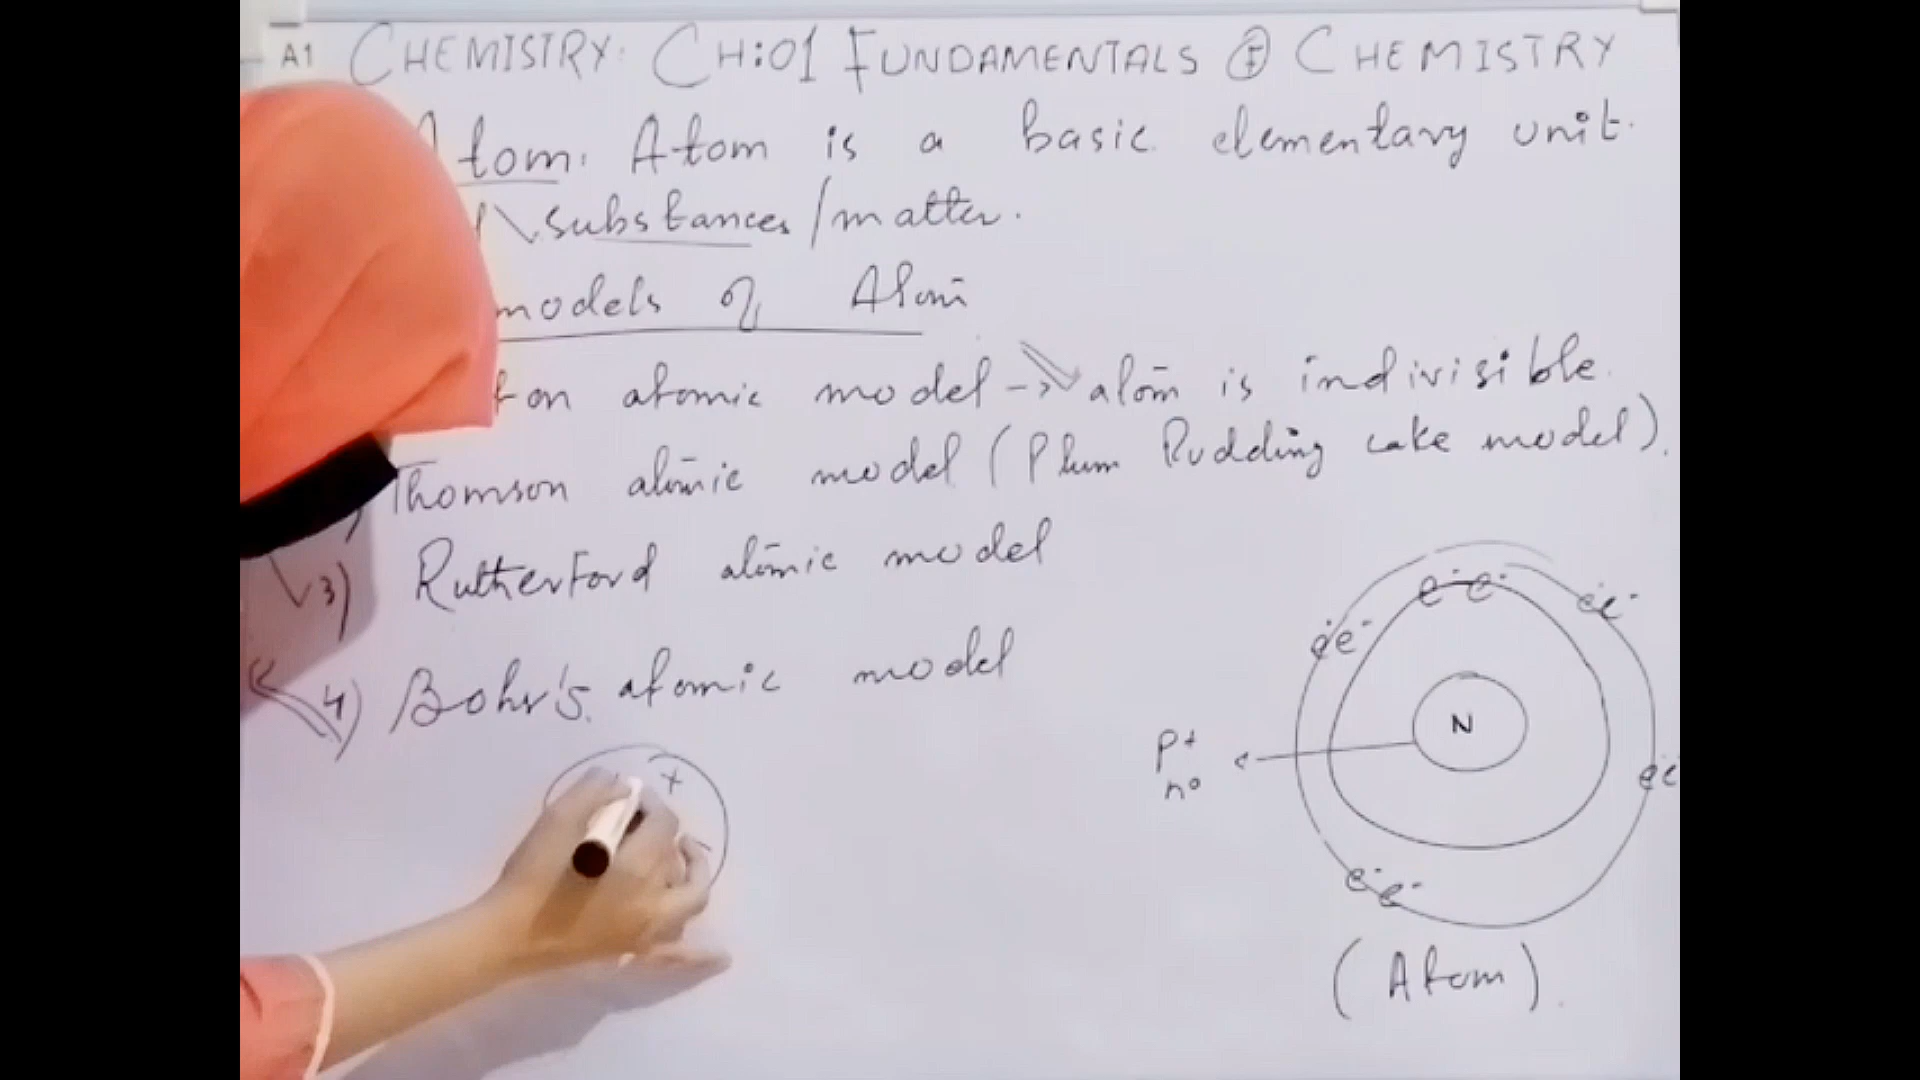 A1 CHEMISTRY: CH:01 FUNDAMENTALS OF CHEMISTRY
Atom: Atom is a basic elementary unit.
substances/matter.
models of Atom
on atomic model -> atom is indivisible.
Thomson atomic model (Plum Pudding cake model).
3) Rutherford atomic model
4) Bohr's atomic model
e- e-
e e-
e e-
N
P+
n°
e e
e- e-
(Atom)
+
-